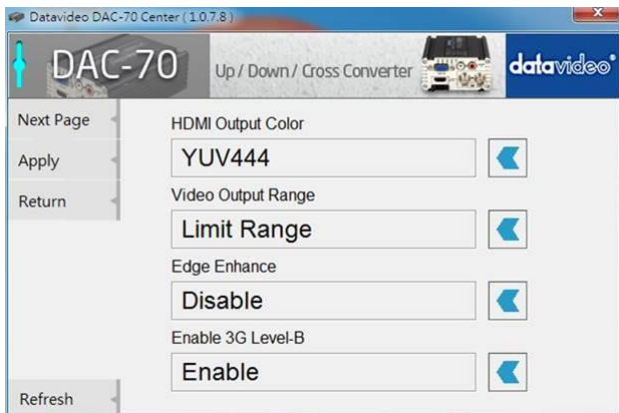 Datavideo DAC-70 Center ( 1.0.7.8 )
DAC-70
Up / Down / Cross Converter
datavideo®
Next Page
Apply
Return
HDMI Output Color
YUV444
Video Output Range
Limit Range
Edge Enhance
Disable
Enable 3G Level-B
Enable
Refresh